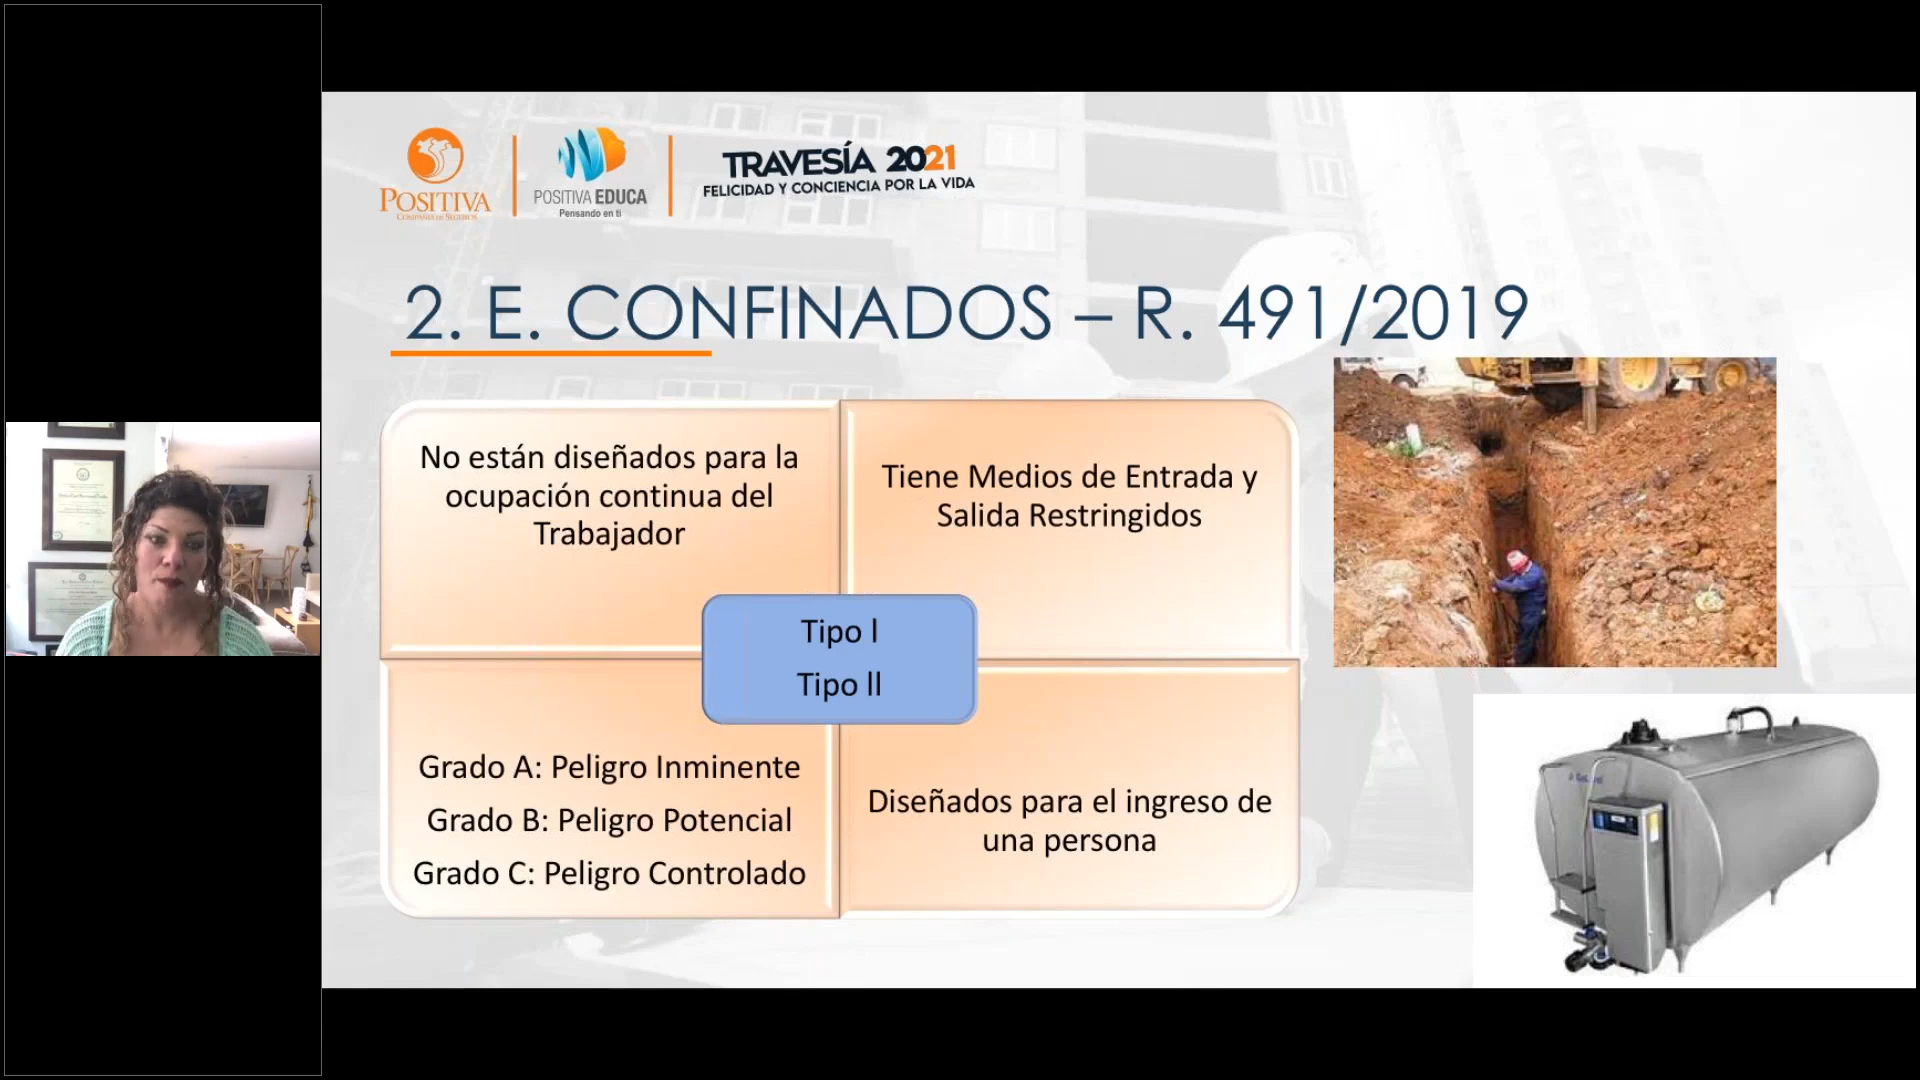 POSITIVA
COMPAÑÍA DE SEGUROS
POSITIVA EDUCA
Pensando en ti
TRAVESÍA 2021
FELICIDAD Y CONCIENCIA POR LA VIDA
2. E. CONFINADOS – R. 491/2019
No están diseñados para la
ocupación continua del
Trabajador
Tiene Medios de Entrada y
Salida Restringidos
Tipo l
Tipo ll
Grado A: Peligro Inminente
Grado B: Peligro Potencial
Grado C: Peligro Controlado
Diseñados para el ingreso de
una persona